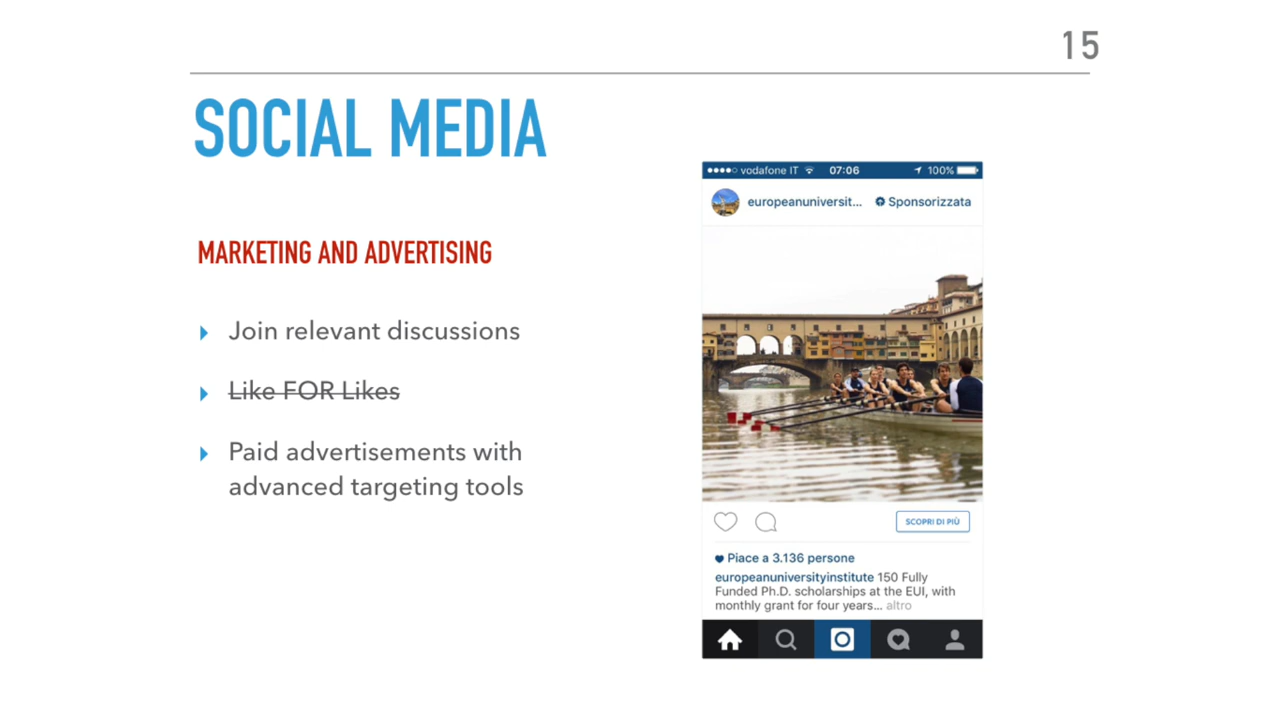 15
SOCIAL MEDIA
MARKETING AND ADVERTISING
Join relevant discussions
Like FOR Likes
Paid advertisements with
advanced targeting tools
vodafone IT 07:06 100%
europeanuniversit... Sponsorizzata
SCOPRI DI PIÙ
Piace a 3.136 persone
europeanuniversityinstitute 150 Fully
Funded Ph.D. scholarships at the EUI, with
monthly grant for four years... altro